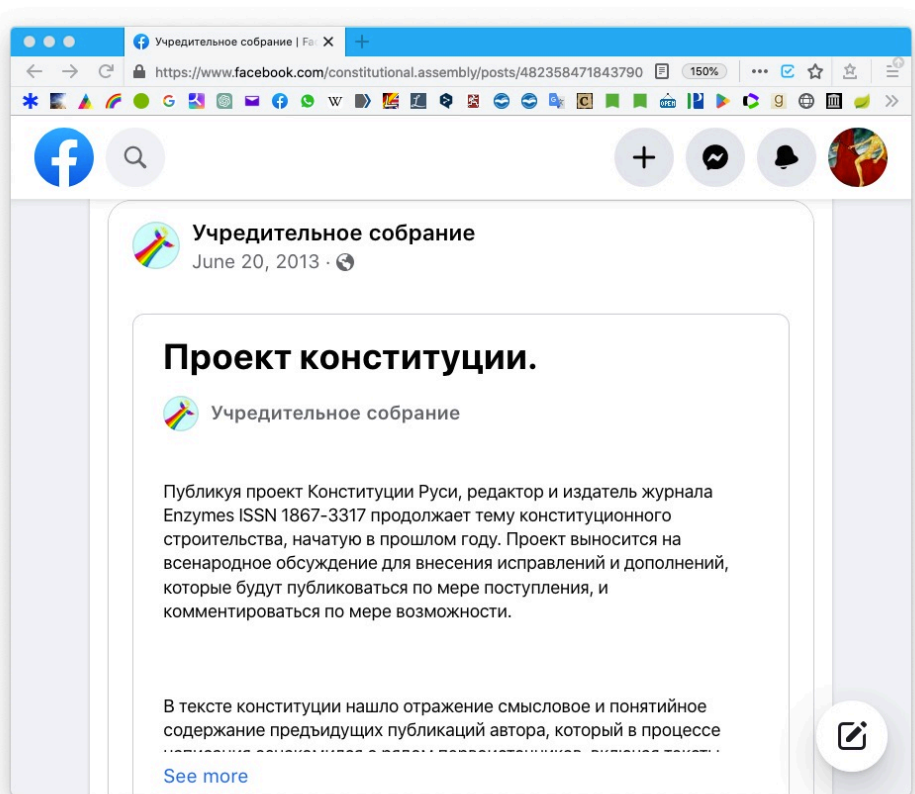 Учредительное собрание | Fa
https://www.facebook.com/constitutional.assembly/posts/482358471843790 150%
Учредительное собрание
June 20, 2013
Проект конституции.
Учредительное собрание
Публикуя проект Конституции Руси, редактор и издатель журнала
Enzymes ISSN 1867-3317 продолжает тему конституционного
строительства, начатую в прошлом году. Проект выносится на
всенародное обсуждение для внесения исправлений и дополнений,
которые будут публиковаться по мере поступления, и
комментироваться по мере возможности.
В тексте конституции нашло отражение смысловое и понятийное
содержание предъидущих публикаций автора, который в процессе
See more